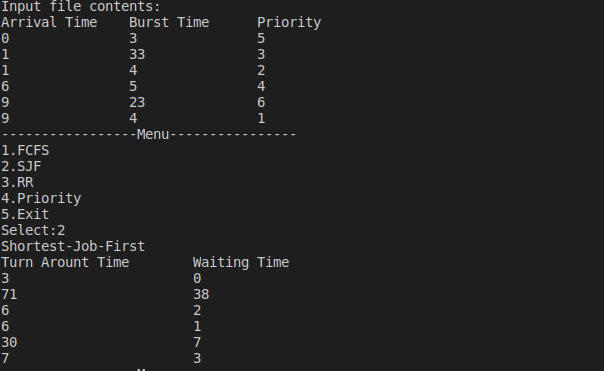 Input file contents:
Arrival Time Burst Time Priority
0 3 5
1 33 3
1 4 2
6 5 4
9 23 6
9 4 1
-----------------Menu----------------
1.FCFS
2.SJF
3.RR
4.Priority
5.Exit
Select:2
Shortest-Job-First
Turn Arount Time Waiting Time
3 0
71 38
6 2
6 1
30 7
7 3